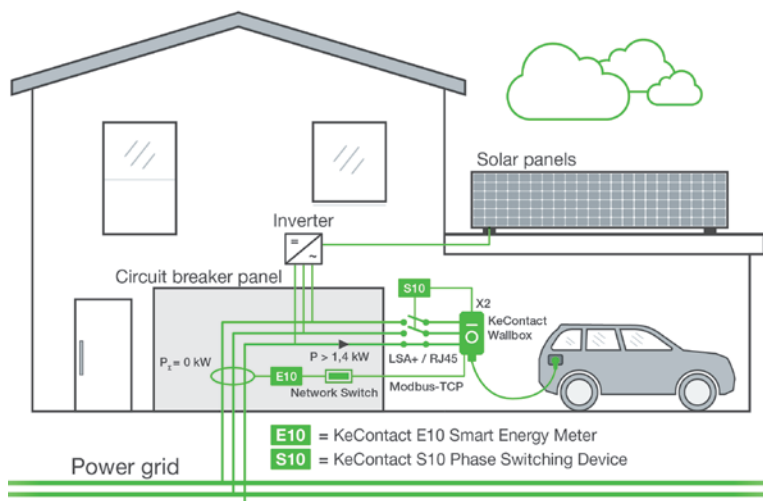 Solar panels
Inverter
=
~
Circuit breaker panel
S10
X2
KeContact
Wallbox
P > 1,4 kW
LSA+ / RJ45
PΣ = 0 kW
E10
Network Switch
Modbus-TCP
E10 = KeContact E10 Smart Energy Meter
S10 = KeContact S10 Phase Switching Device
Power grid